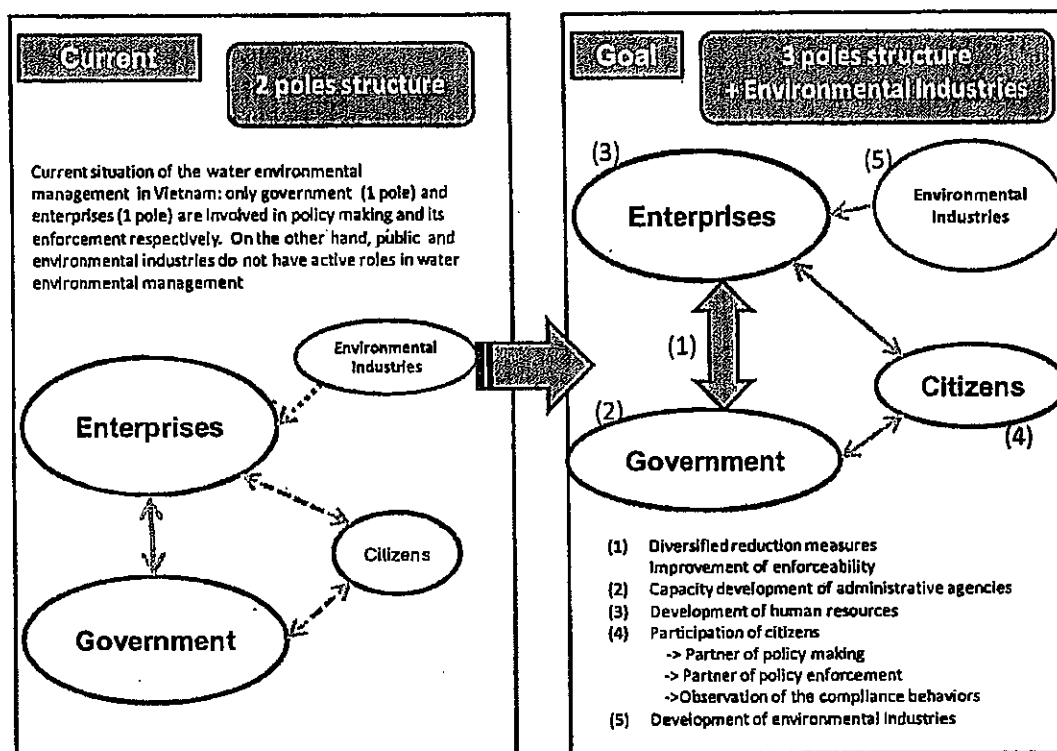 Current
2 poles structure
Current situation of the water environmental
management in Vietnam: only government (1 pole) and
enterprises (1 pole) are involved in policy making and its
enforcement respectively. On the other hand, public and
environmental industries do not have active roles in water
environmental management
Environmental
Industries
Enterprises
Citizens
Government
Goal
3 poles structure
+ Environmental Industries
(3)
(5)
Enterprises
Environmental
Industries
(1)
Citizens
(4)
(2)
Government
(1) Diversified reduction measures
Improvement of enforceability
(2) Capacity development of administrative agencies
(3) Development of human resources
(4) Participation of citizens
-> Partner of policy making
-> Partner of policy enforcement
->Observation of the compliance behaviors
(5) Development of environmental industries